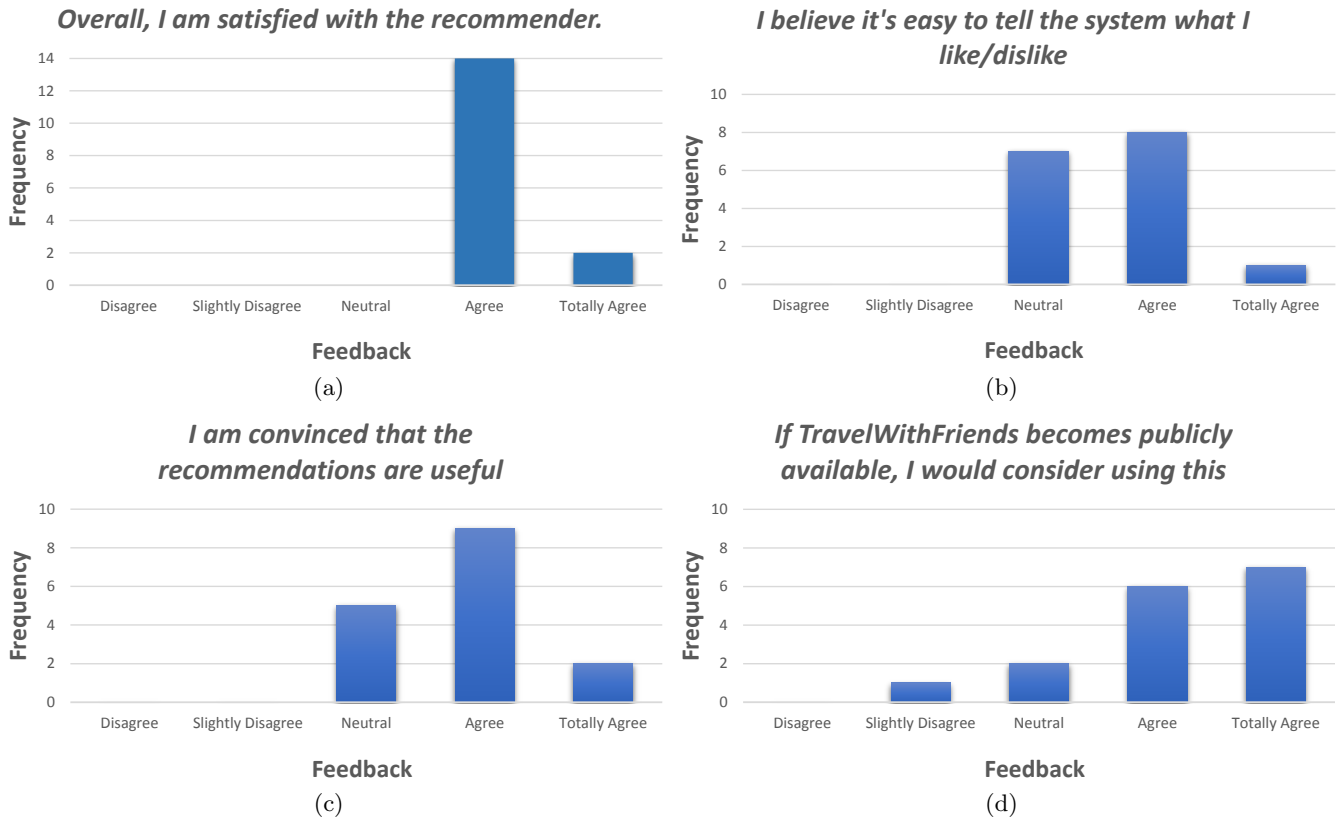 Overall, I am satisfied with the recommender.
14
12
10
8
6
4
2
0
Frequency
Disagree Slightly Disagree Neutral Agree Totally Agree
Feedback
(a)
I believe it's easy to tell the system what I
like/dislike
10
8
6
4
2
0
Frequency
Disagree Slightly Disagree Neutral Agree Totally Agree
Feedback
(b)
I am convinced that the
recommendations are useful
10
8
6
4
2
0
Frequency
Disagree Slightly Disagree Neutral Agree Totally Agree
Feedback
(c)
If TravelWithFriends becomes publicly
available, I would consider using this
10
8
6
4
2
0
Frequency
Disagree Slightly Disagree Neutral Agree Totally Agree
Feedback
(d)